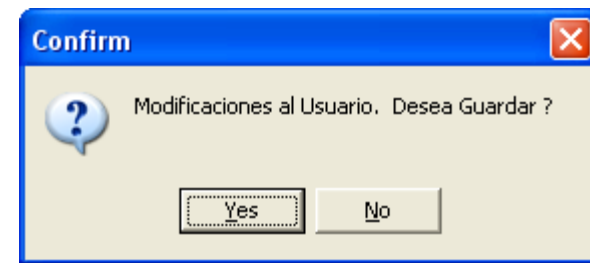 Confirm
Modificaciones al Usuario. Desea Guardar ?
Yes No